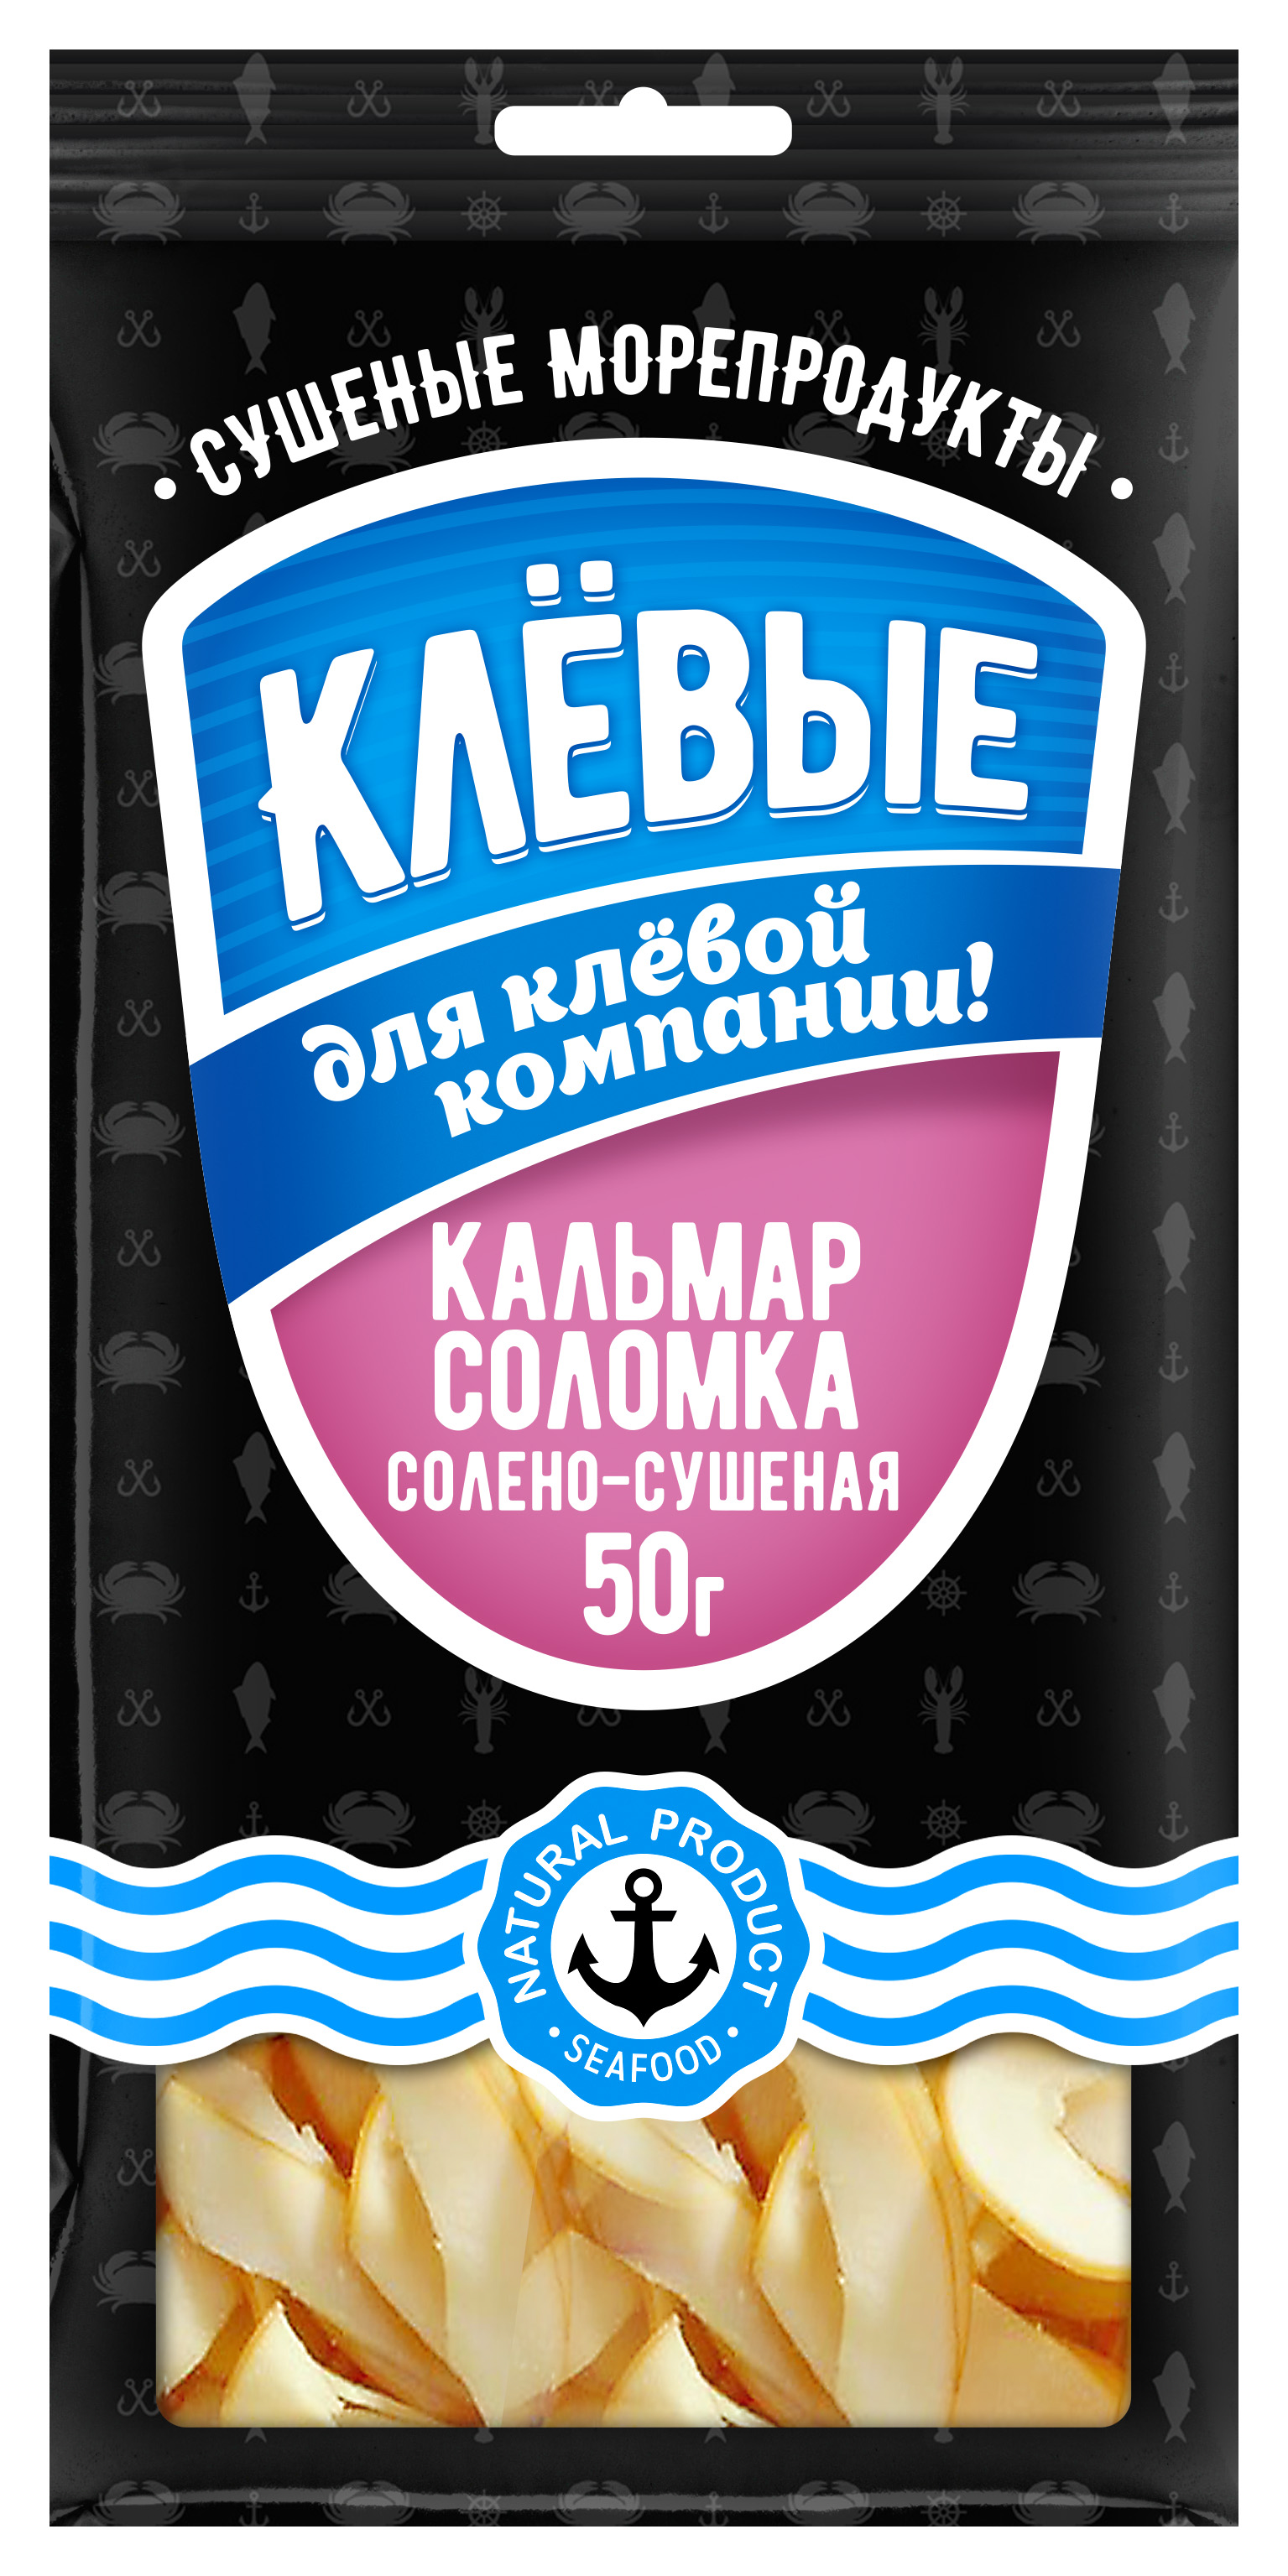 • СУШЕНЫЕ МОРЕПРОДУКТЫ •
КЛЁВЫЕ
для клёвой
компании!
КАЛЬМАР
СОЛОМКА
СОЛЕНО-СУШЕНАЯ
50г
NATURAL PRODUCT
• SEAFOOD •